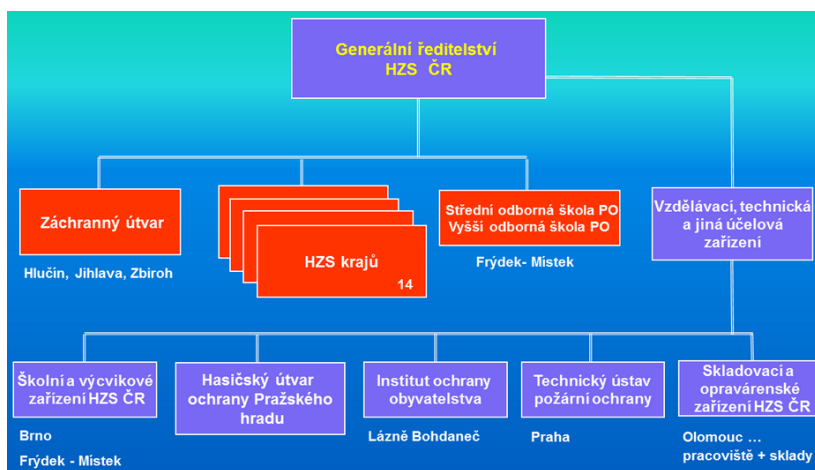 Generální ředitelství
HZS ČR
Záchranný útvar
Hlučín, Jihlava, Zbiroh
HZS krajů
14
Střední odborná škola PO
Vyšší odborná škola PO
Frýdek- Místek
Vzdělávací, technická
a jiná účelová
zařízení
Školní a výcvikové
zařízení HZS ČR
Brno
Frýdek - Místek
Hasičský útvar
ochrany Pražského
hradu
Institut ochrany
obyvatelstva
Lázně Bohdaneč
Technický ústav
požární ochrany
Praha
Skladovací a
opravárenské
zařízení HZS ČR
Olomouc ...
pracoviště + sklady